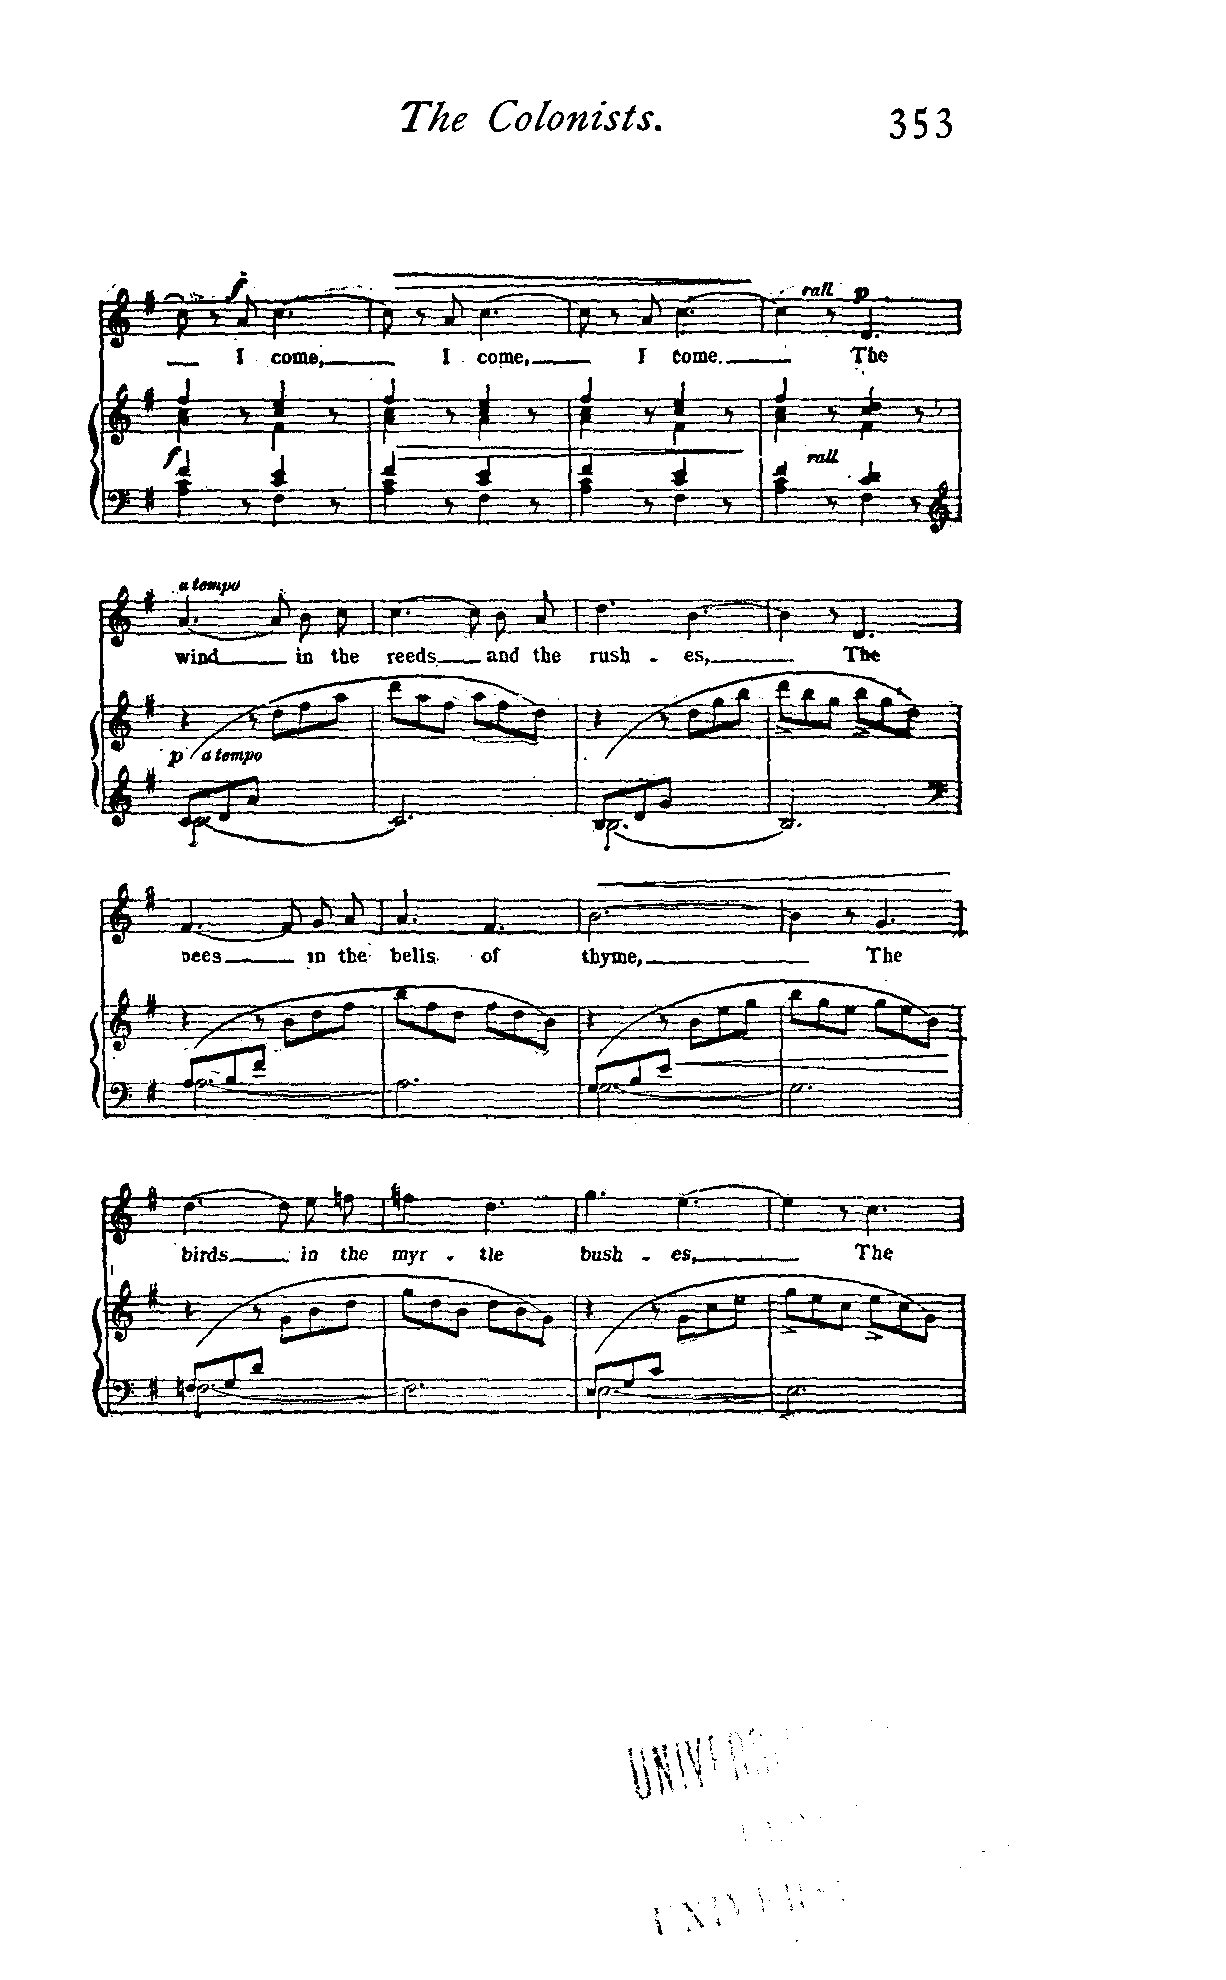 The Colonists. 353
f
rall p
I come, I come, I come. The
f
rall
a tempo
wind in the reeds and the rush - es, The
p a tempo
bees in the bells of thyme, The
birds in the myr - tle bush - es, The